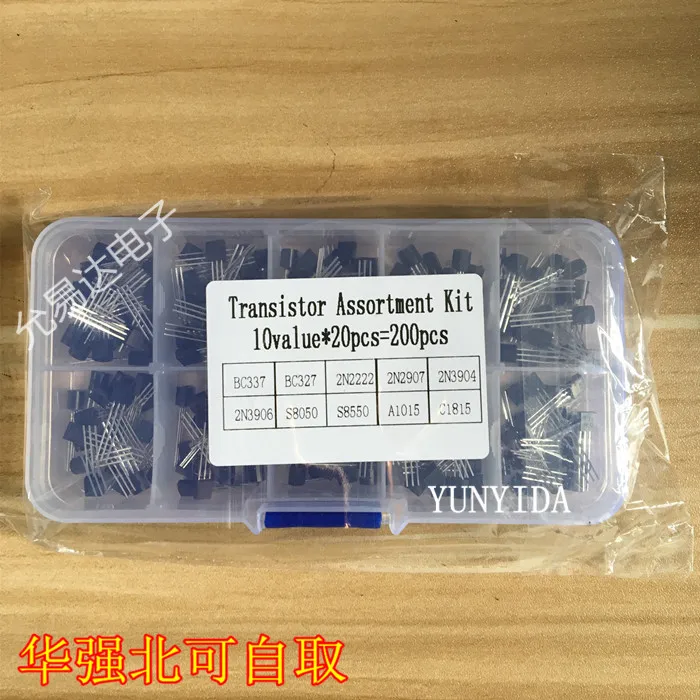 Transistor Assortment Kit
10value*20pcs=200pcs
BC337 BC327 2N2222 2N2907 2N3904
2N3906 S8050 S8550 A1015 C1815
允易达电子
YUNYIDA
华强北可自取